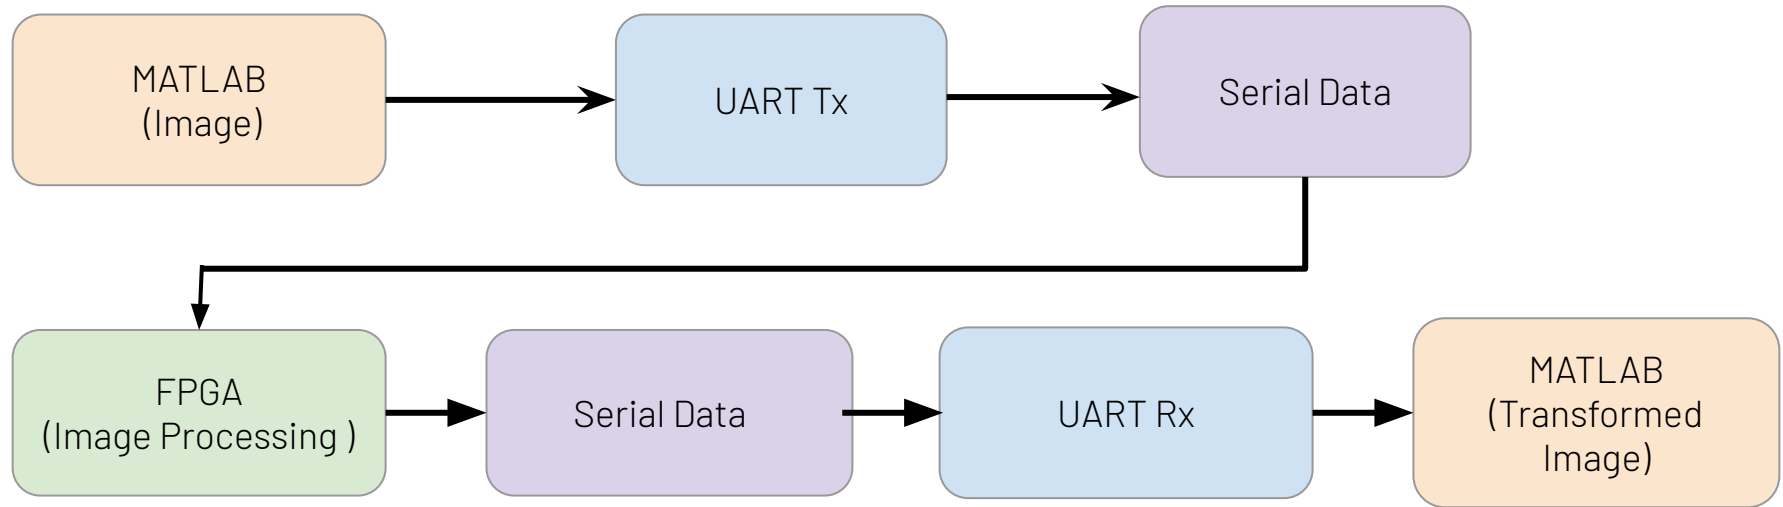 MATLAB
(Image)
UART Tx
Serial Data
FPGA
(Image Processing )
Serial Data
UART Rx
MATLAB
(Transformed
Image)